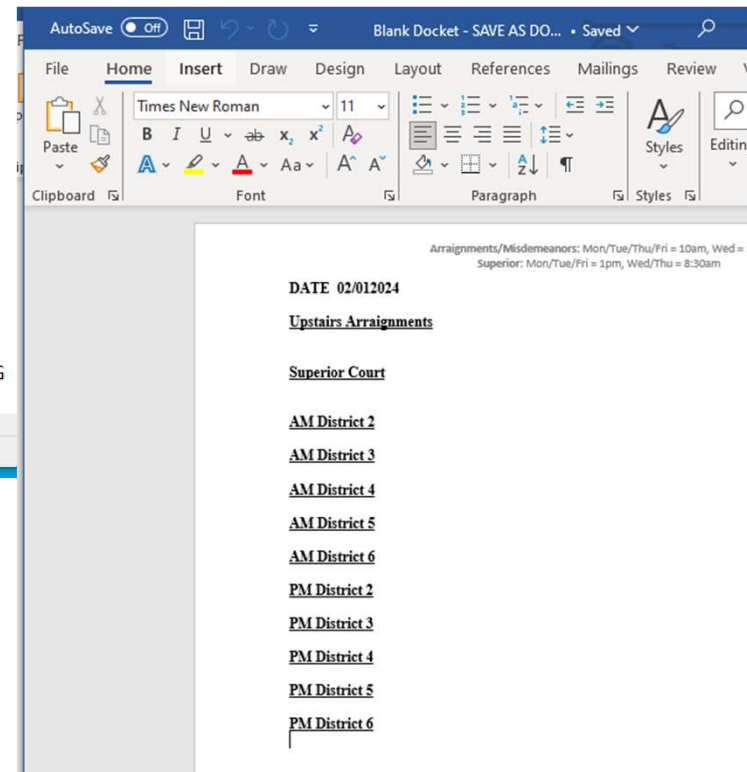 AutoSave Off Blank Docket - SAVE AS DO... • Saved
File Home Insert Draw Design Layout References Mailings Review
Paste
Times New Roman 11
B I U ab x₂ x² A
A A Aa A A
Styles
Editin
Clipboard Font Paragraph Styles
Arraignments/Misdemeanors: Mon/Tue/Thu/Fri = 10am, Wed =
Superior: Mon/Tue/Fri = 1pm, Wed/Thu = 8:30am
DATE 02/012024
Upstairs Arraignments
Superior Court
AM District 2
AM District 3
AM District 4
AM District 5
AM District 6
PM District 2
PM District 3
PM District 4
PM District 5
PM District 6